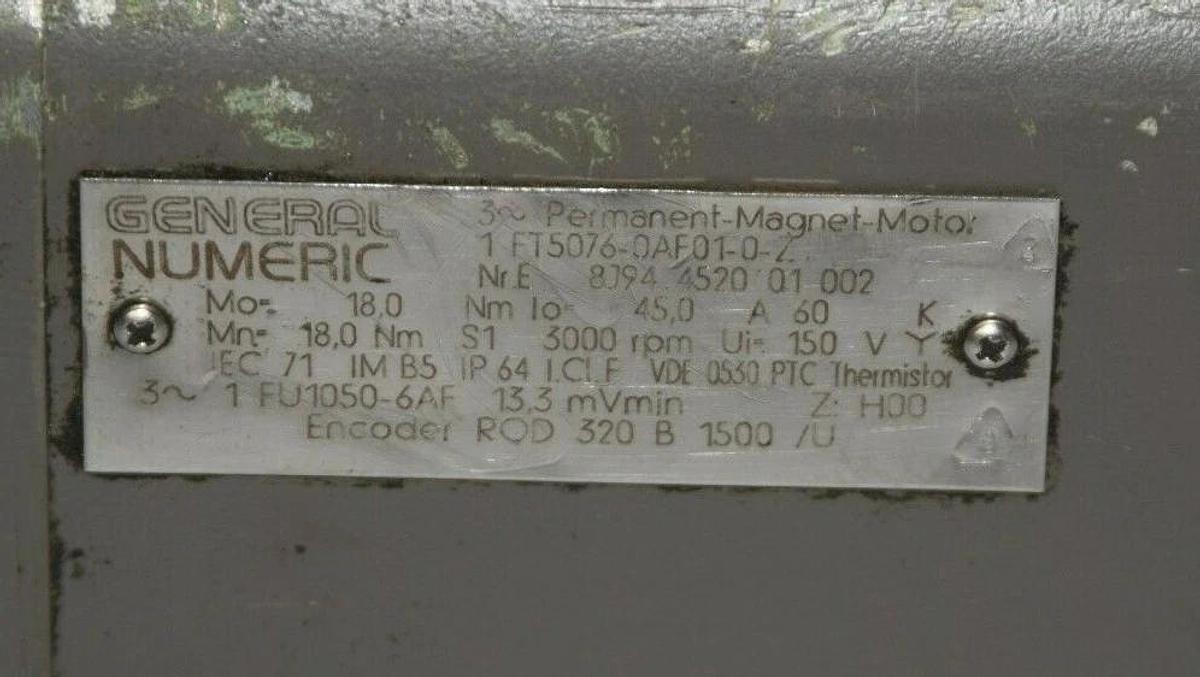 GENERAL NUMERIC
3~ Permanent-Magnet-Motor
1 FT5076-0AF01-0-Z
Nr.E 8J94 4520 01 002
Mo= 18,0 Nm Io= 45,0 A 60 K
Mn= 18,0 Nm S1 3000 rpm Ui= 150 V Y
IEC 71 IM B5 IP 64 I.Cl.F VDE 0530 PTC Thermistor
3~ 1 FU1050-6AF 13,3 mVmin Z: H00
Encoder ROD 320 B 1500 /U